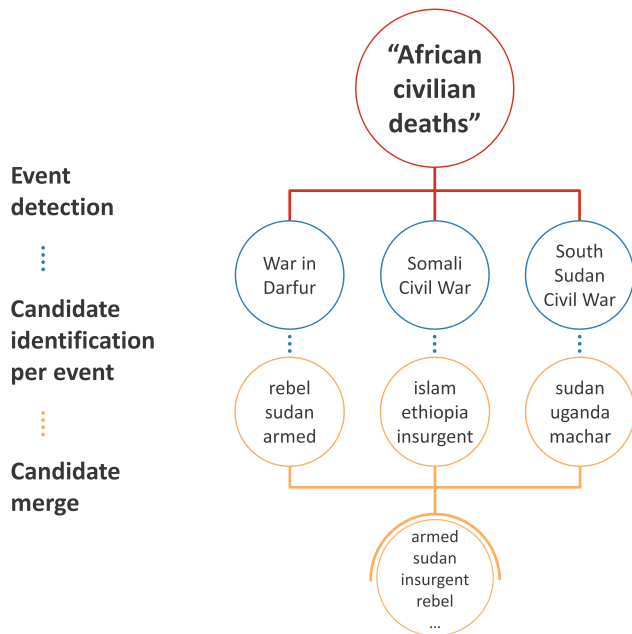 “African
civilian
deaths”
Event
detection
War in
Darfur
Somali
Civil War
South
Sudan
Civil War
Candidate
identification
per event
rebel
sudan
armed
islam
ethiopia
insurgent
sudan
uganda
machar
Candidate
merge
armed
sudan
insurgent
rebel
...